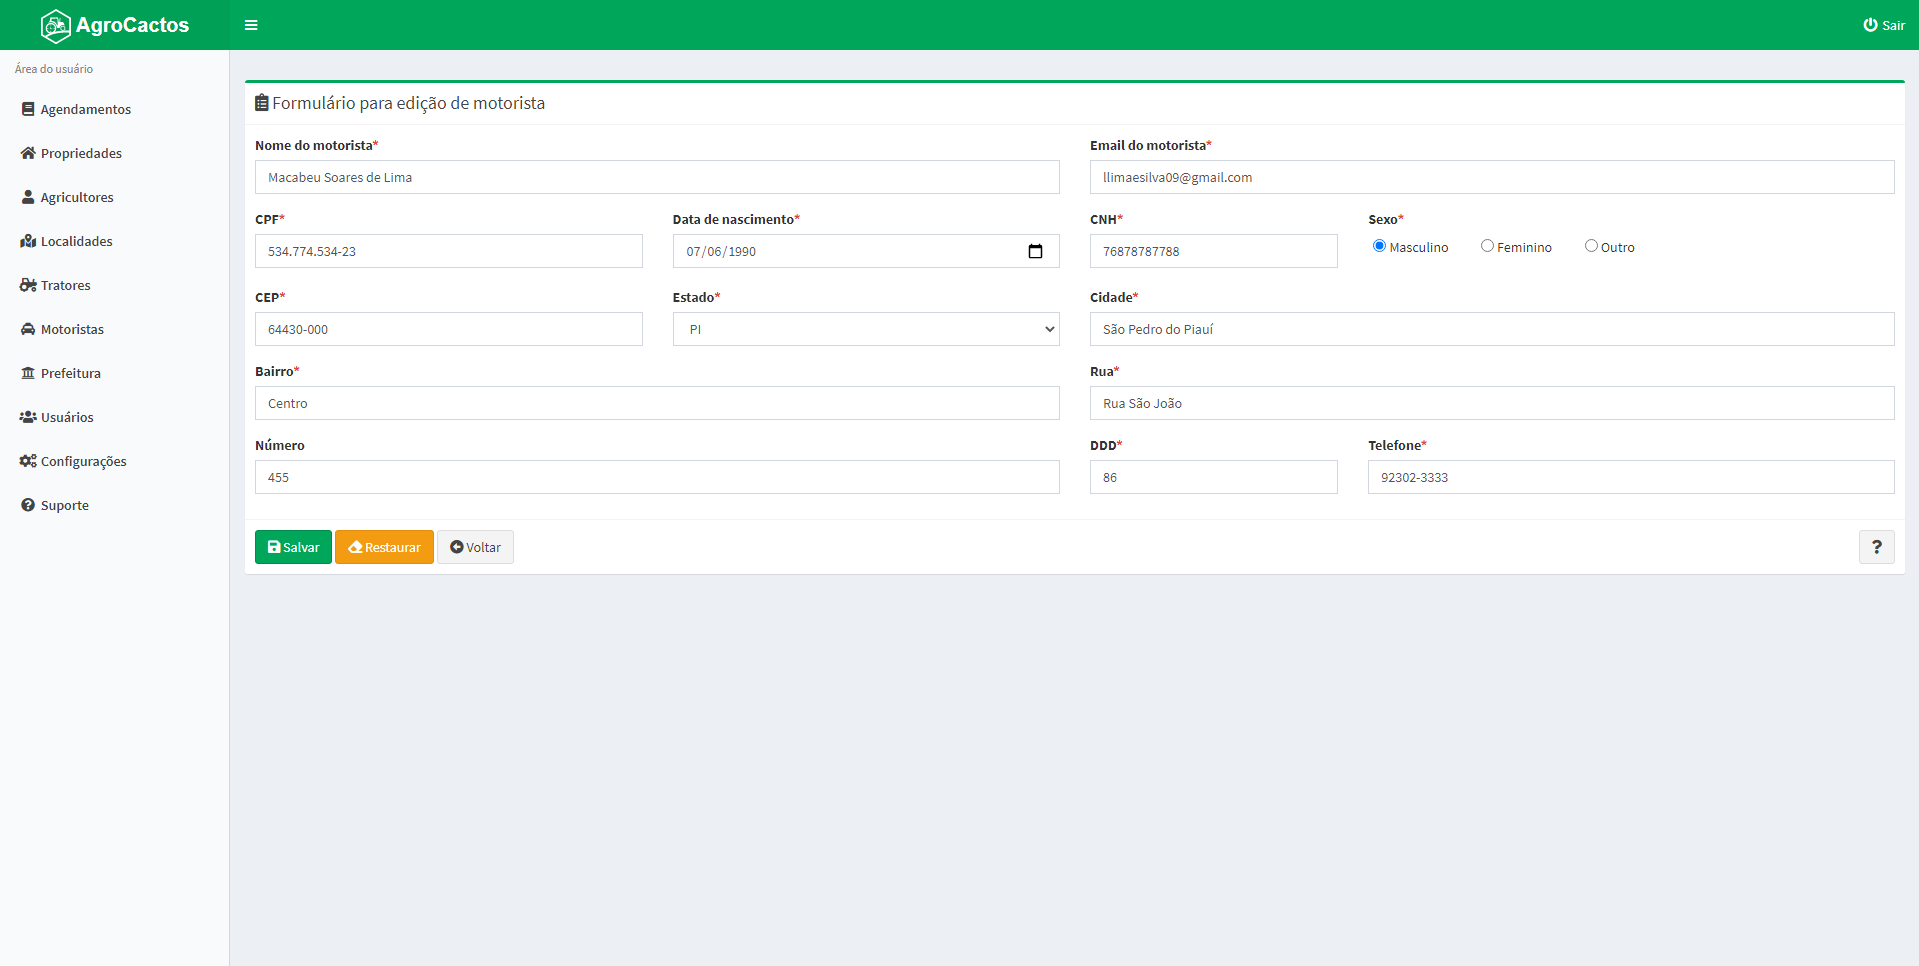 AgroCactos
Sair
Área do usuário
Agendamentos
Propriedades
Agricultores
Localidades
Tratores
Motoristas
Prefeitura
Usuários
Configurações
Suporte
Formulário para edição de motorista
Nome do motorista* Email do motorista*
Macabeu Soares de Lima llimaesilva09@gmail.com
CPF* Data de nascimento* CNH* Sexo*
534.774.534-23 07/06/1990 76878787788 Masculino Feminino Outro
CEP* Estado* Cidade*
64430-000 PI São Pedro do Piauí
Bairro* Rua*
Centro Rua São João
Número DDD* Telefone*
455 86 92302-3333
Salvar Restaurar Voltar ?